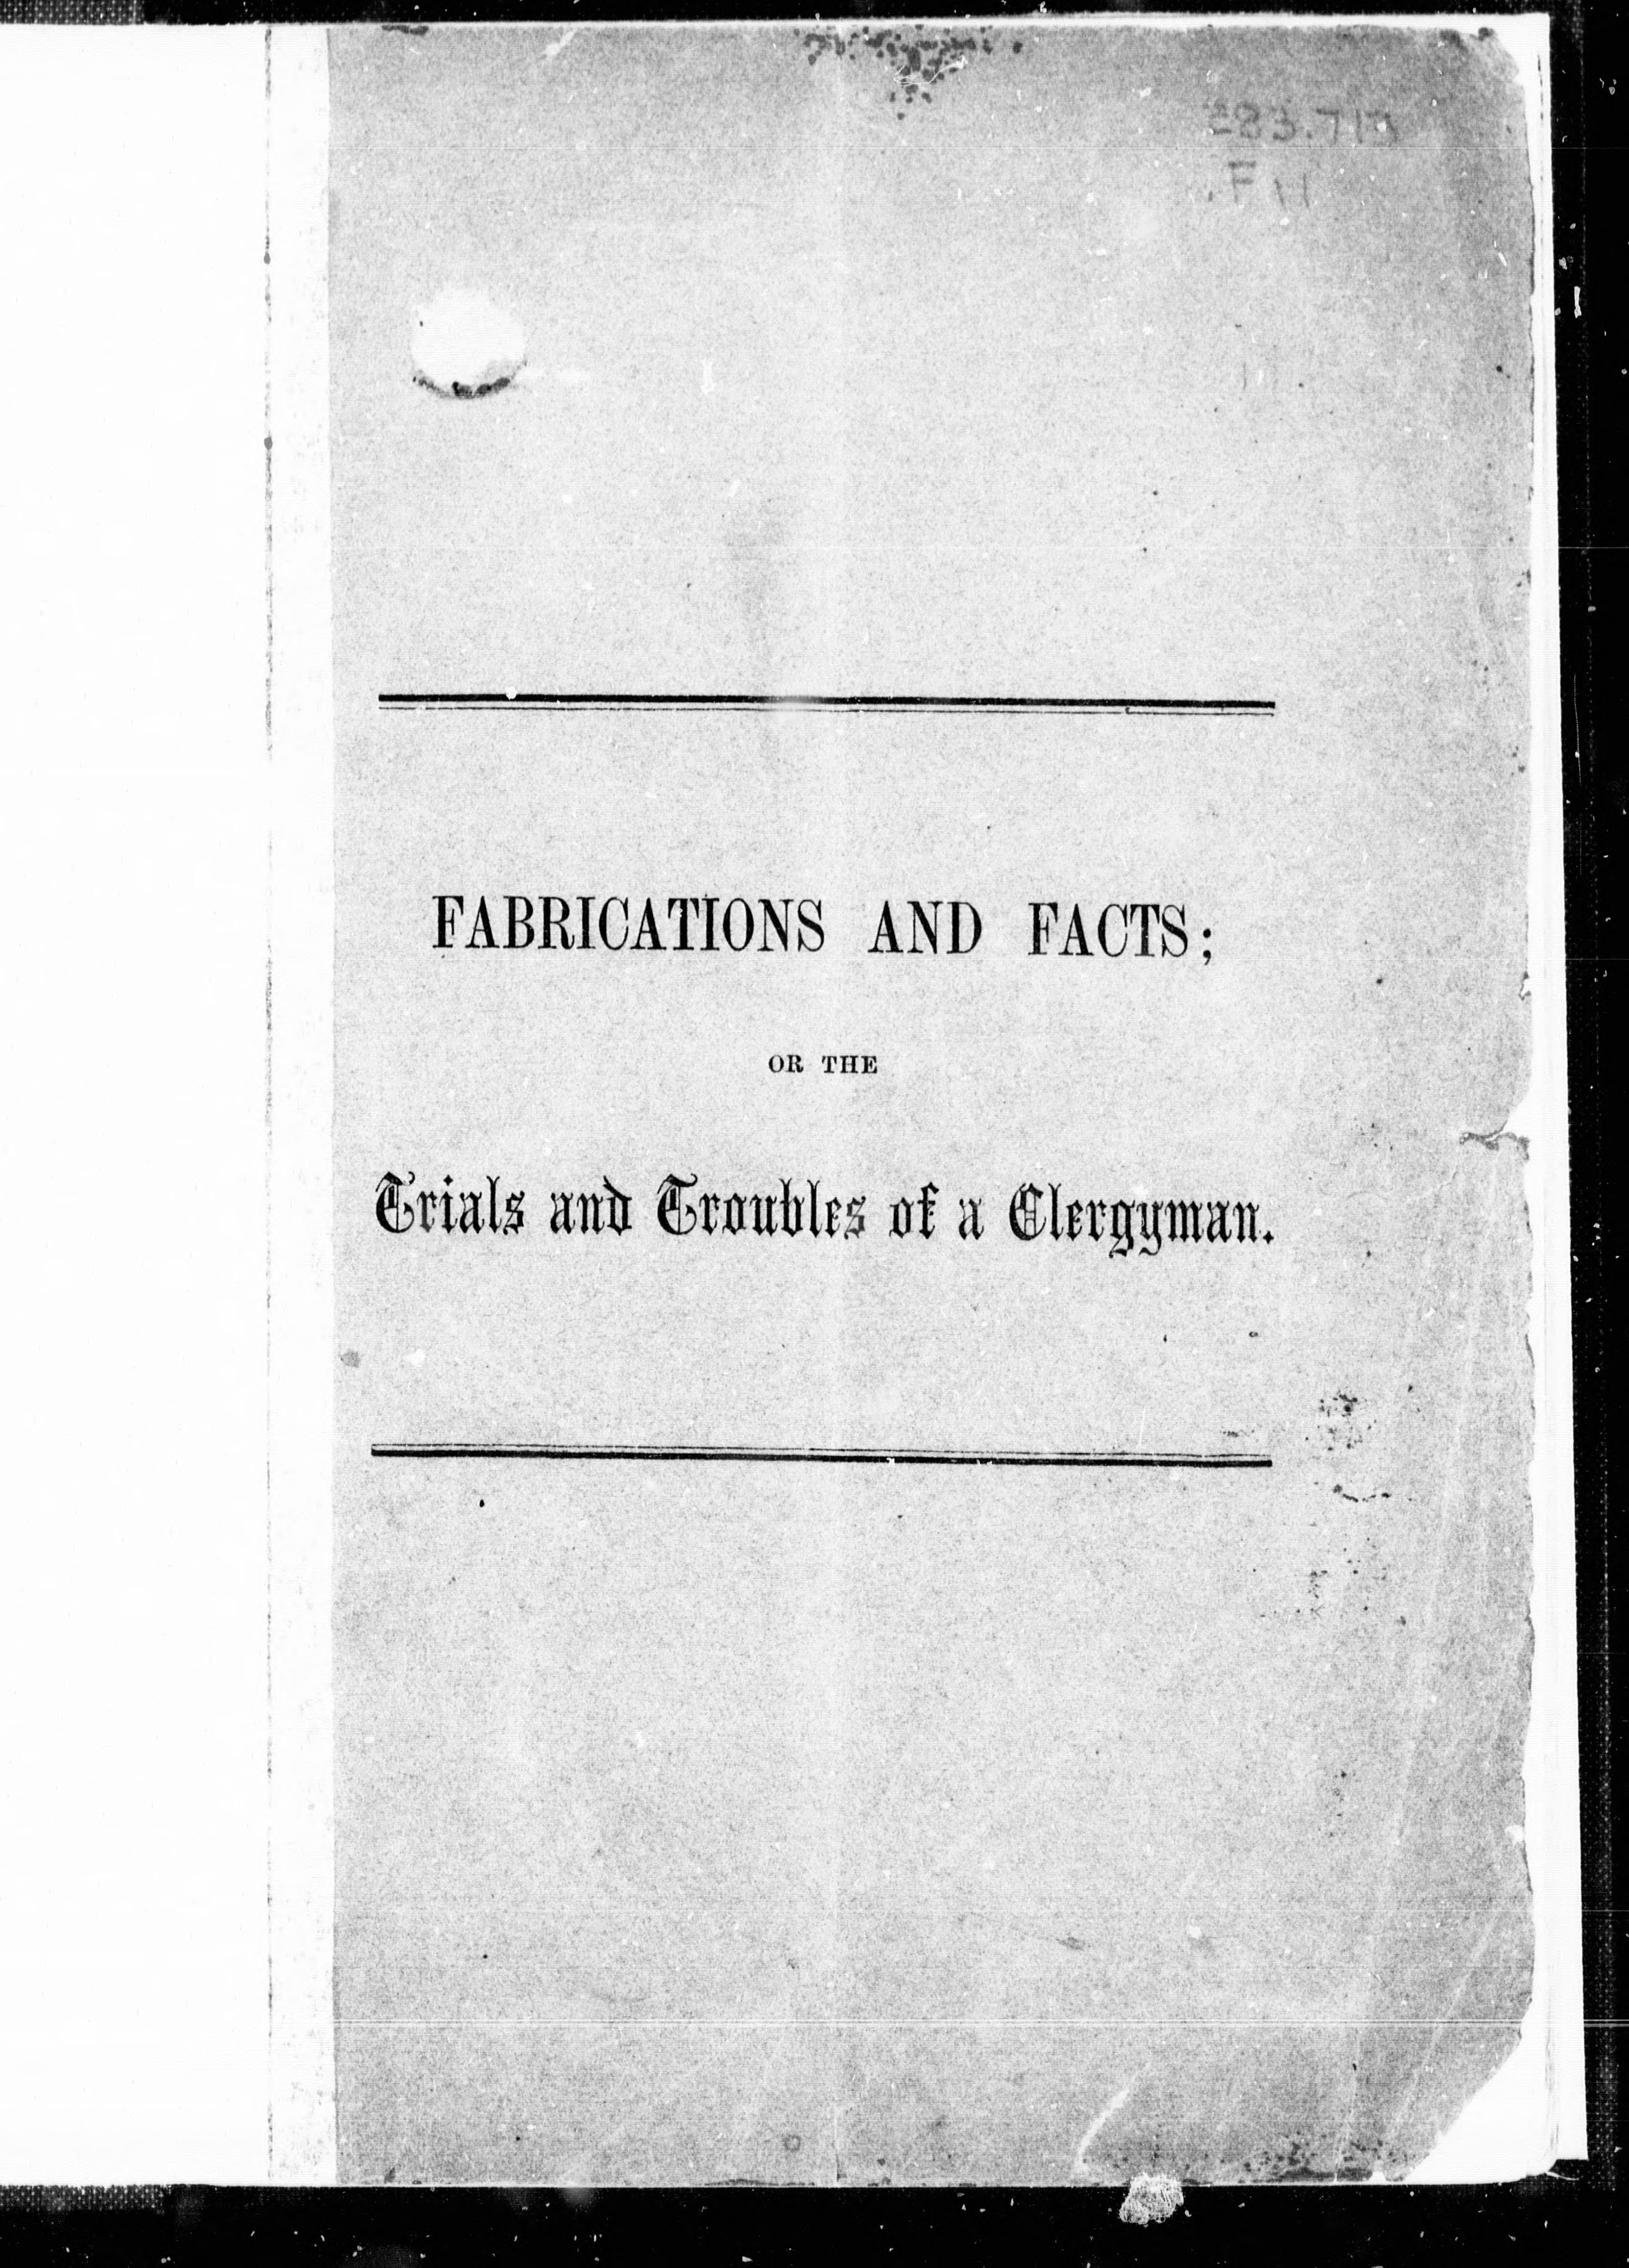 283.713
F11
FABRICATIONS AND FACTS;
OR THE
Trials and Troubles of a Clergyman.